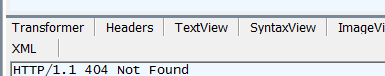 Transformer Headers TextView SyntaxView ImageVi
XML
HTTP/1.1 404 Not Found